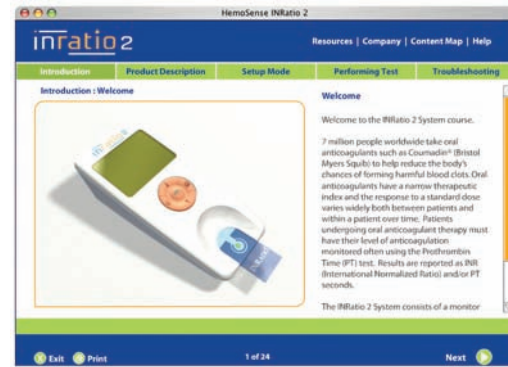 HemoSense INRatio 2
inratio2
Resources | Company | Content Map | Help
Introduction
Product Description
Setup Mode
Performing Test
Troubleshooting
Introduction : Welcome
Welcome
Welcome to the INRatio 2 System course.
7 million people worldwide take oral
anticoagulants such as Coumadin® (Bristol
Myers Squib) to help reduce the body's
chances of forming harmful blood clots. Oral
anticoagulants have a narrow therapeutic
index and the response to a standard dose
varies widely both between patients and
within a patient over time. Patients
undergoing oral anticoagulant therapy must
have their level of anticoagulation
monitored often using the Prothrombin
Time (PT) test. Results are reported as INR
(International Normalized Ratio) and/or PT
seconds.
The INRatio 2 System consists of a monitor
inratio2
INRatio
Exit
Print
1 of 24
Next